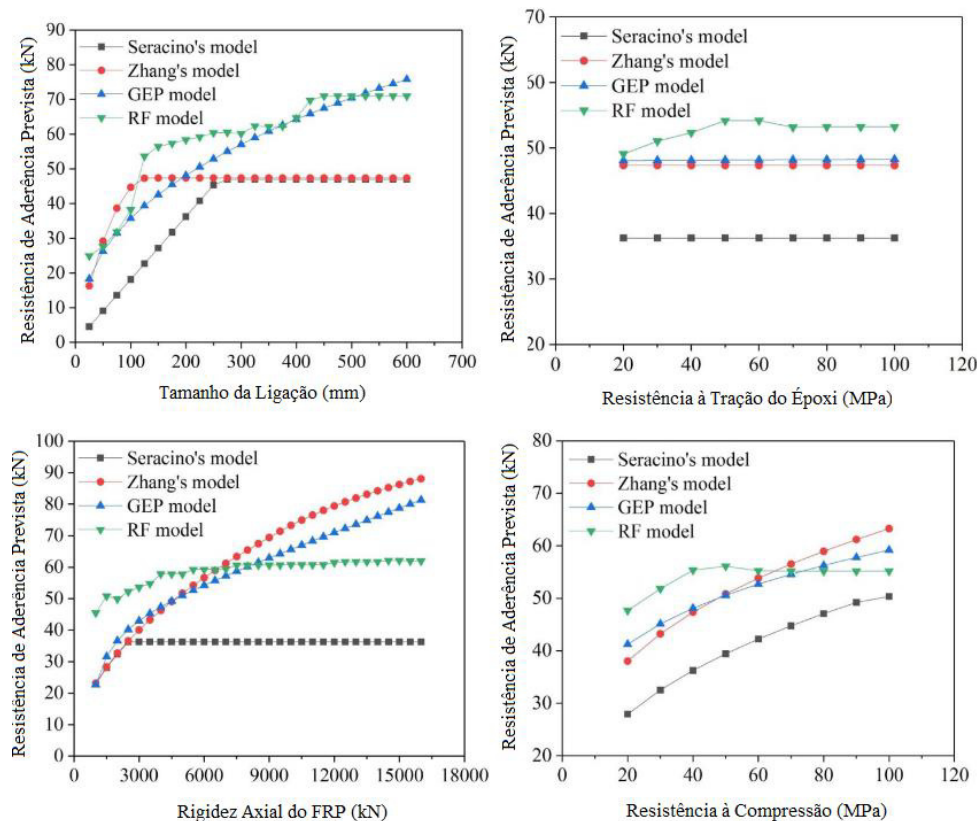 Resistência de Aderência Prevista (kN)
90
80
70
60
50
40
30
20
10
0
Seracino's model
Zhang's model
GEP model
RF model
0 100 200 300 400 500 600 700
Tamanho da Ligação (mm)
Resistência de Aderência Prevista (kN)
70
60
50
40
30
20
Seracino's model
Zhang's model
GEP model
RF model
0 20 40 60 80 100 120
Resistência à Tração do Époxi (MPa)
Resistência de Aderência Prevista (kN)
100
90
80
70
60
50
40
30
20
10
0
Seracino's model
Zhang's model
GEP model
RF model
0 3000 6000 9000 12000 15000 18000
Rigidez Axial do FRP (kN)
Resistência de Aderência Prevista (kN)
80
70
60
50
40
30
20
Seracino's model
Zhang's model
GEP model
RF model
0 20 40 60 80 100 120
Resistência à Compressão (MPa)